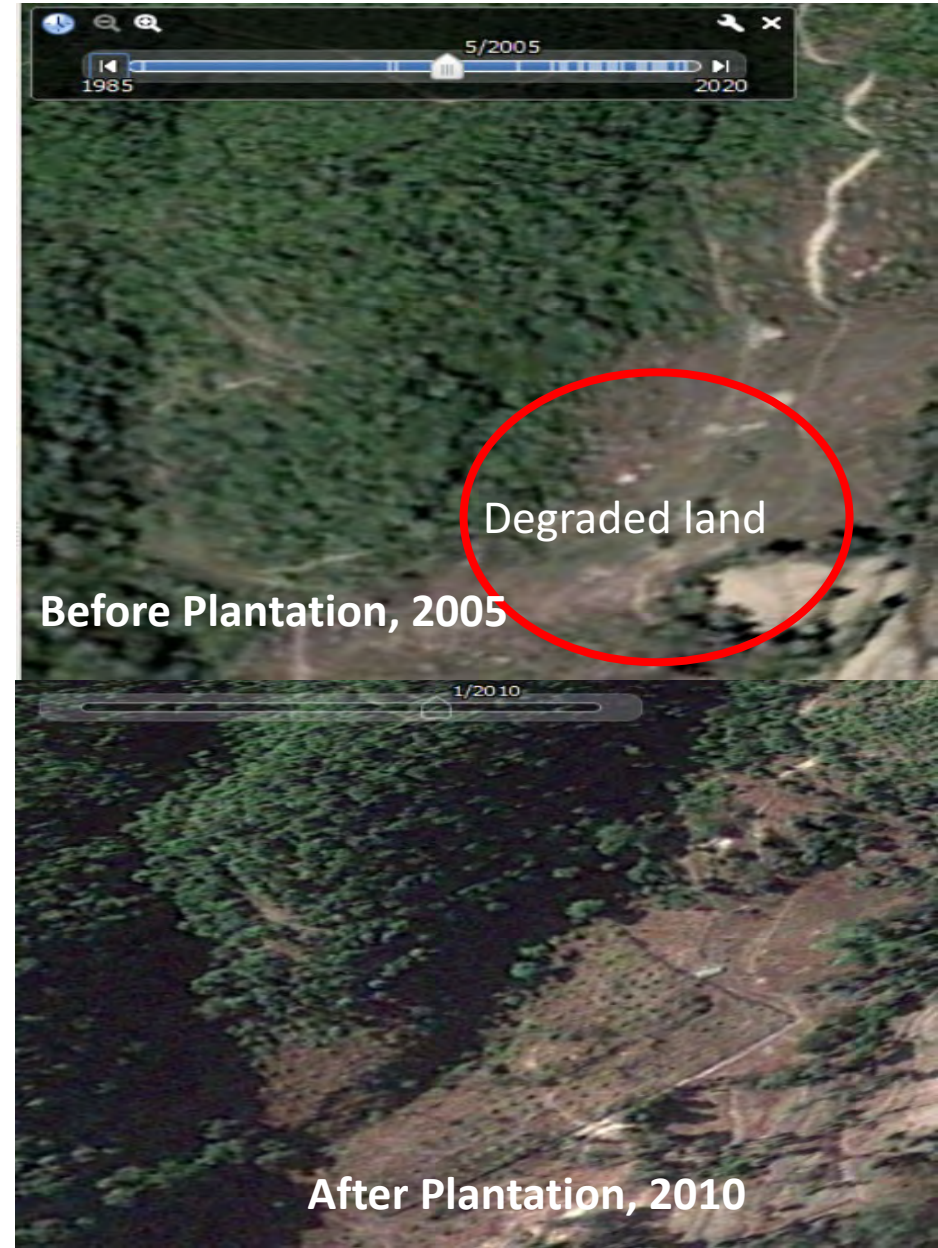 5/2005
1985
2020
Degraded land
Before Plantation, 2005
1/2010
After Plantation, 2010